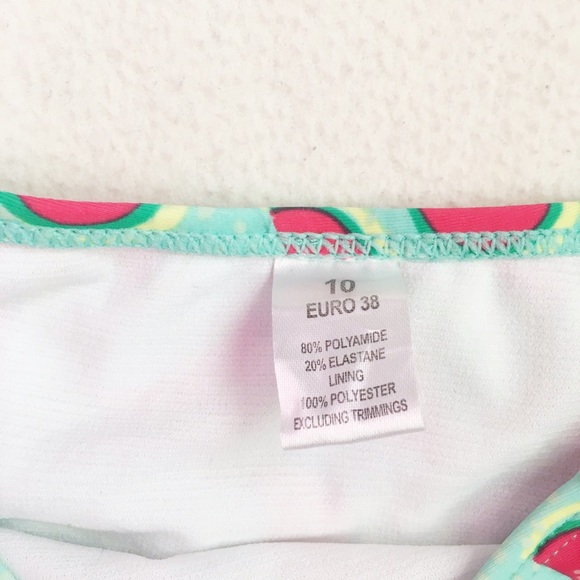 10
EURO 38
80% POLYAMIDE
20% ELASTANE
LINING
100% POLYESTER
EXCLUDING TRIMMINGS